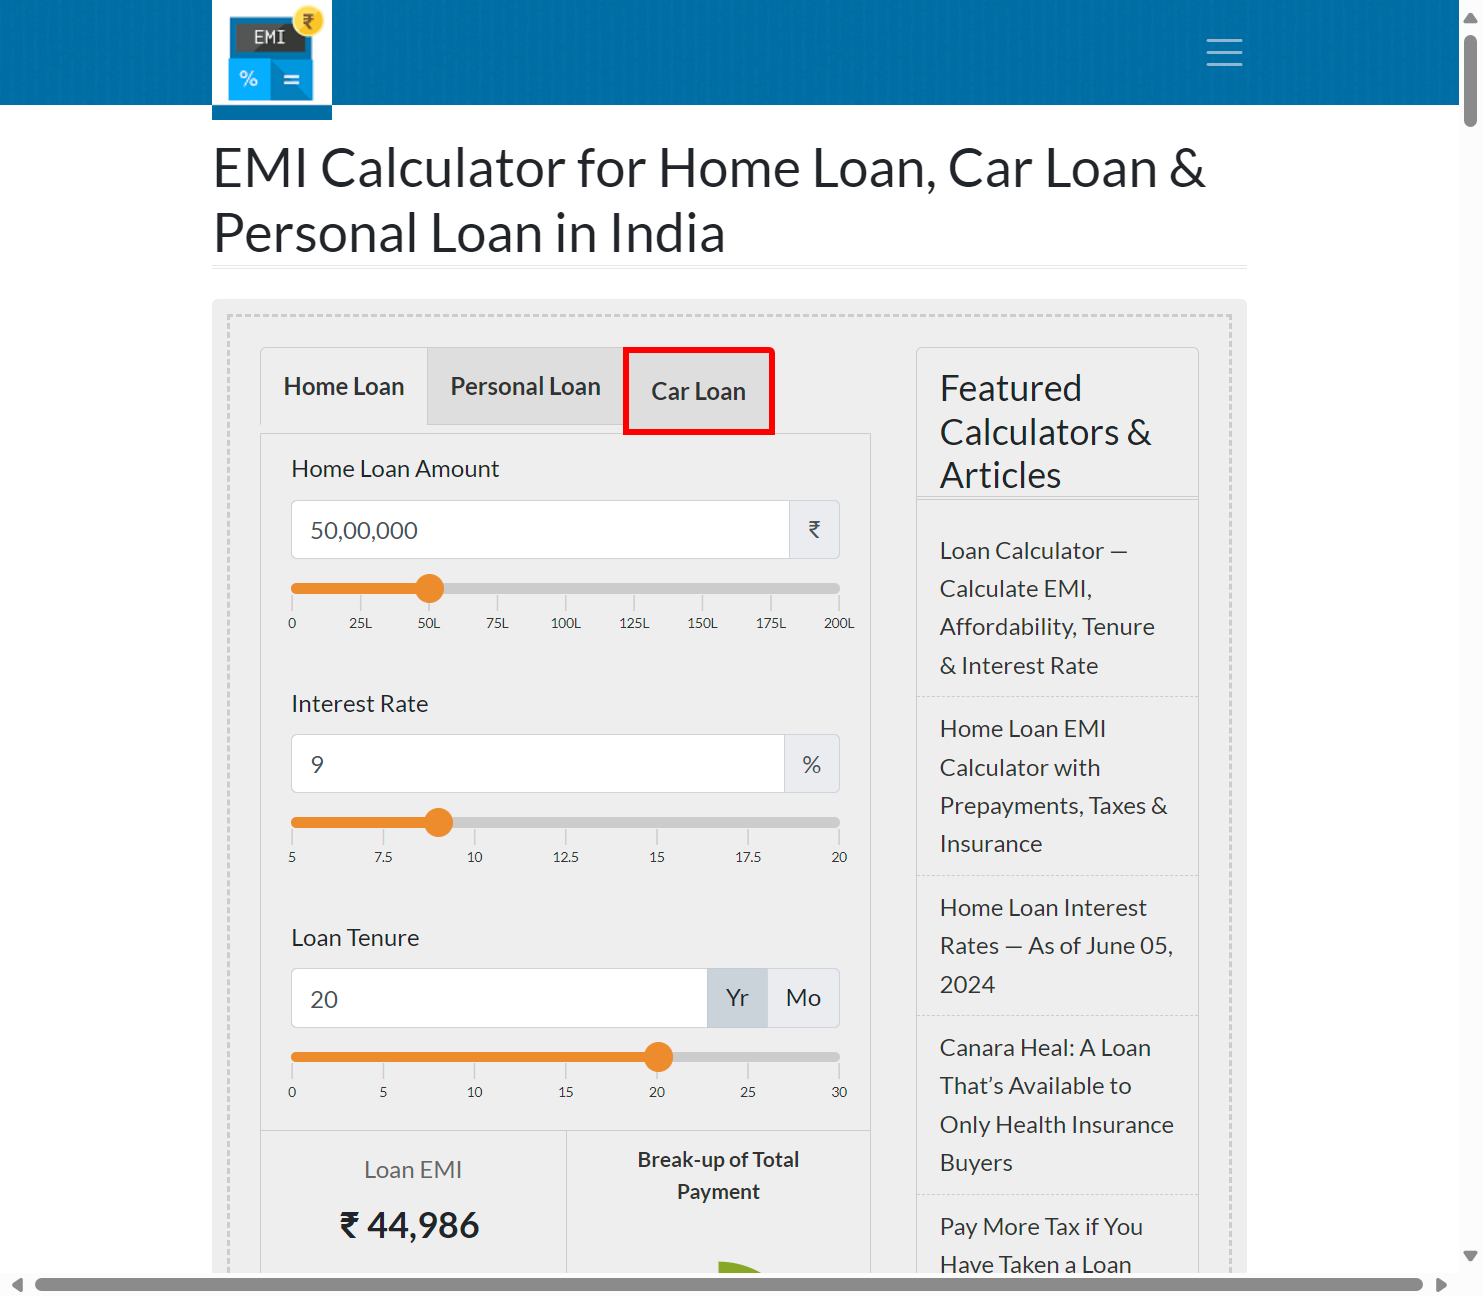 EMI
₹
%
=
EMI Calculator for Home Loan, Car Loan &
Personal Loan in India
Home Loan
Personal Loan
Car Loan
Home Loan Amount
50,00,000
₹
0
25L
50L
75L
100L
125L
150L
175L
200L
Interest Rate
9
%
5
7.5
10
12.5
15
17.5
20
Loan Tenure
20
Yr
Mo
0
5
10
15
20
25
30
Loan EMI
₹ 44,986
Break-up of Total
Payment
Featured
Calculators &
Articles
Loan Calculator —
Calculate EMI,
Affordability, Tenure
& Interest Rate
Home Loan EMI
Calculator with
Prepayments, Taxes &
Insurance
Home Loan Interest
Rates — As of June 05,
2024
Canara Heal: A Loan
That’s Available to
Only Health Insurance
Buyers
Pay More Tax if You
Have Taken a Loan